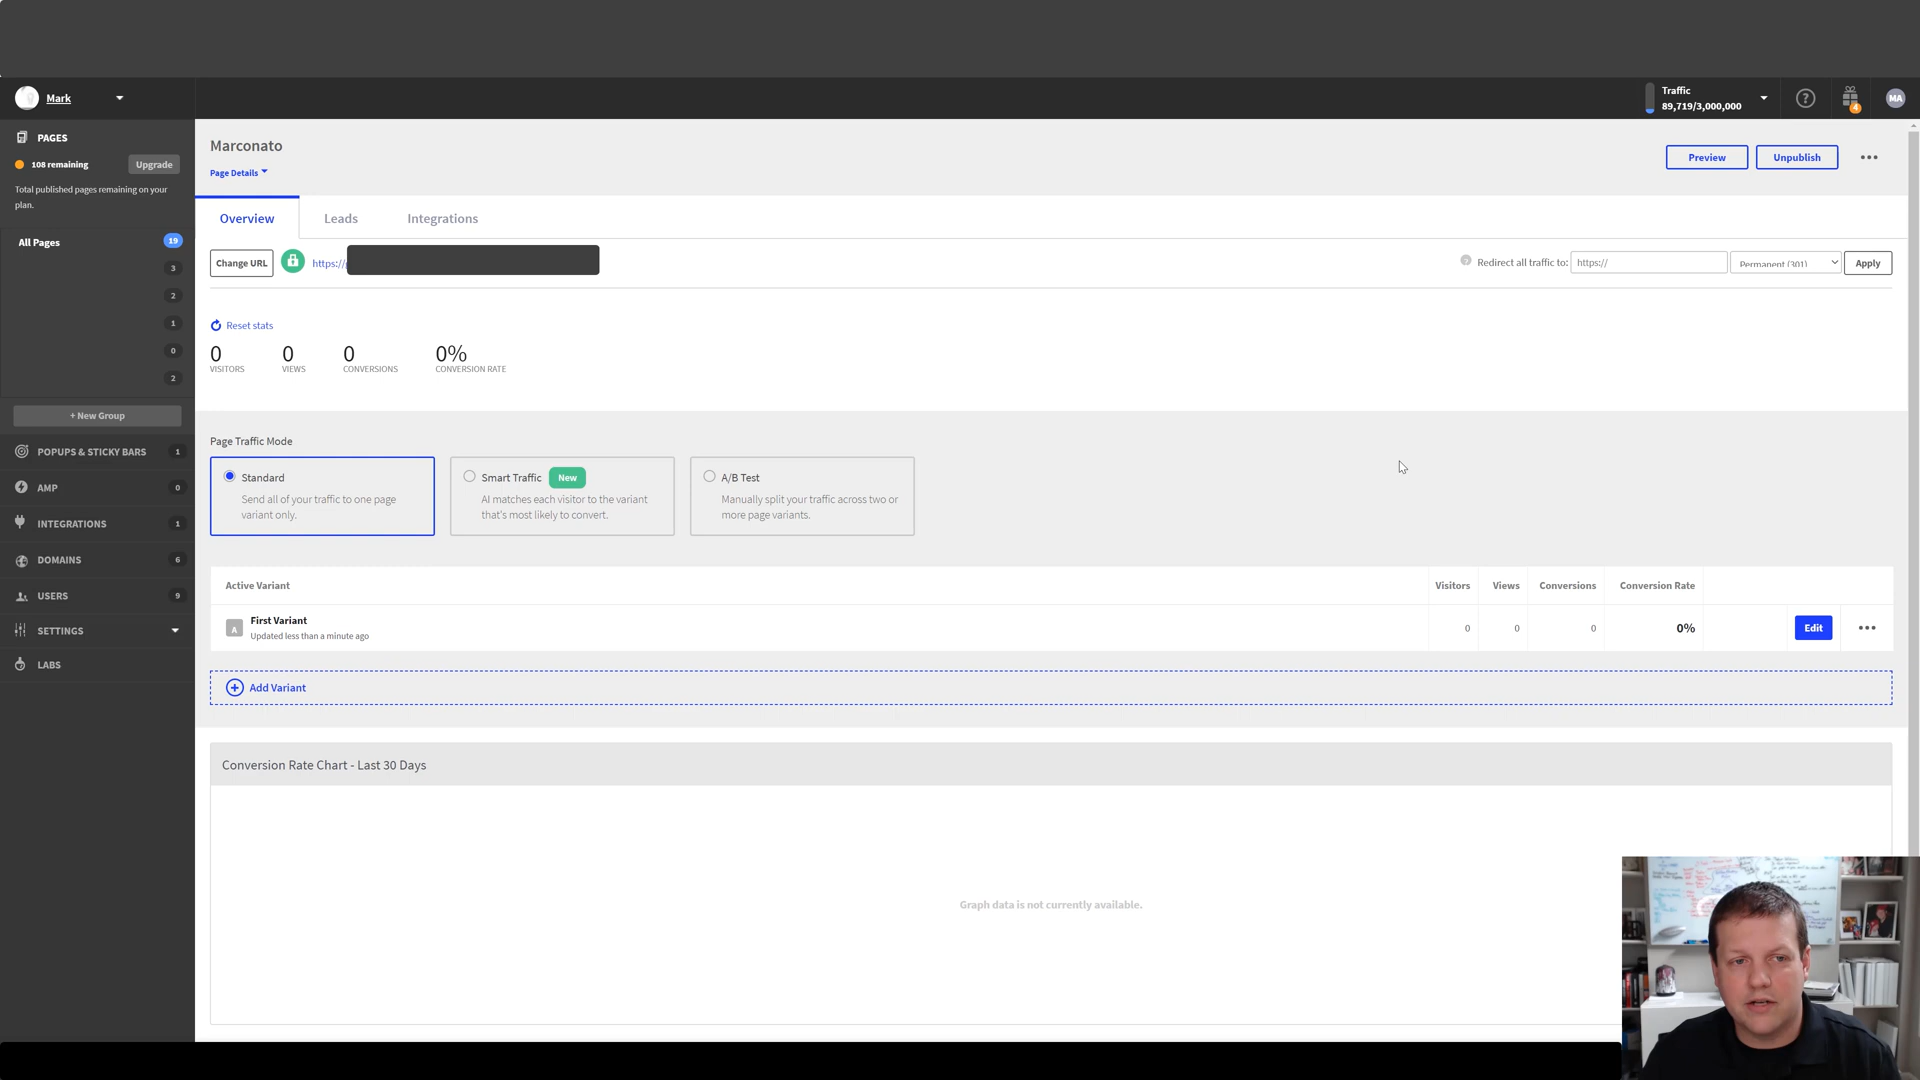 Mark
Traffic
89,719/3,000,000
4
MA
PAGES
108 remaining
Upgrade
Total published pages remaining on your
plan.
All Pages
19
3
2
1
0
2
+ New Group
POPUPS & STICKY BARS
1
AMP
0
INTEGRATIONS
1
DOMAINS
6
USERS
9
SETTINGS
LABS
Marconato
Page Details
Preview
Unpublish
Overview
Leads
Integrations
Change URL
https://
Redirect all traffic to:
https://
Permanent (301)
Apply
Reset stats
0
VISITORS
0
VIEWS
0
CONVERSIONS
0%
CONVERSION RATE
Page Traffic Mode
Standard
Send all of your traffic to one page
variant only.
Smart Traffic
New
AI matches each visitor to the variant
that's most likely to convert.
A/B Test
Manually split your traffic across two or
more page variants.
Active Variant
Visitors
Views
Conversions
Conversion Rate
A
First Variant
Updated less than a minute ago
0
0
0
0%
Edit
Add Variant
Conversion Rate Chart - Last 30 Days
Graph data is not currently available.